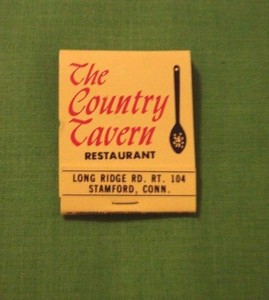 The
Country
Tavern
RESTAURANT
LONG RIDGE RD. RT. 104
STAMFORD, CONN.